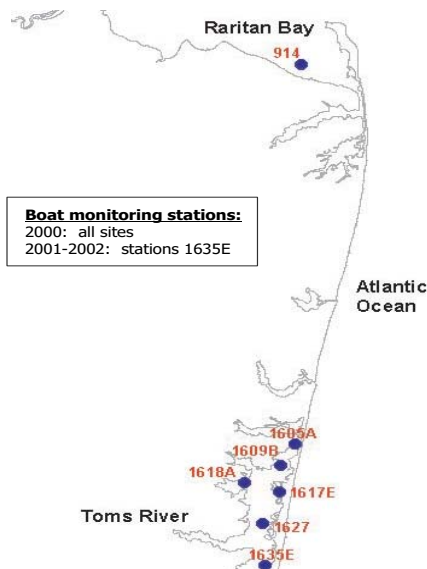 Raritan Bay
914
Boat monitoring stations:
2000: all sites
2001-2002: stations 1635E
Atlantic
Ocean
1605A
1609B
1618A
1617E
Toms River
1627
1635E